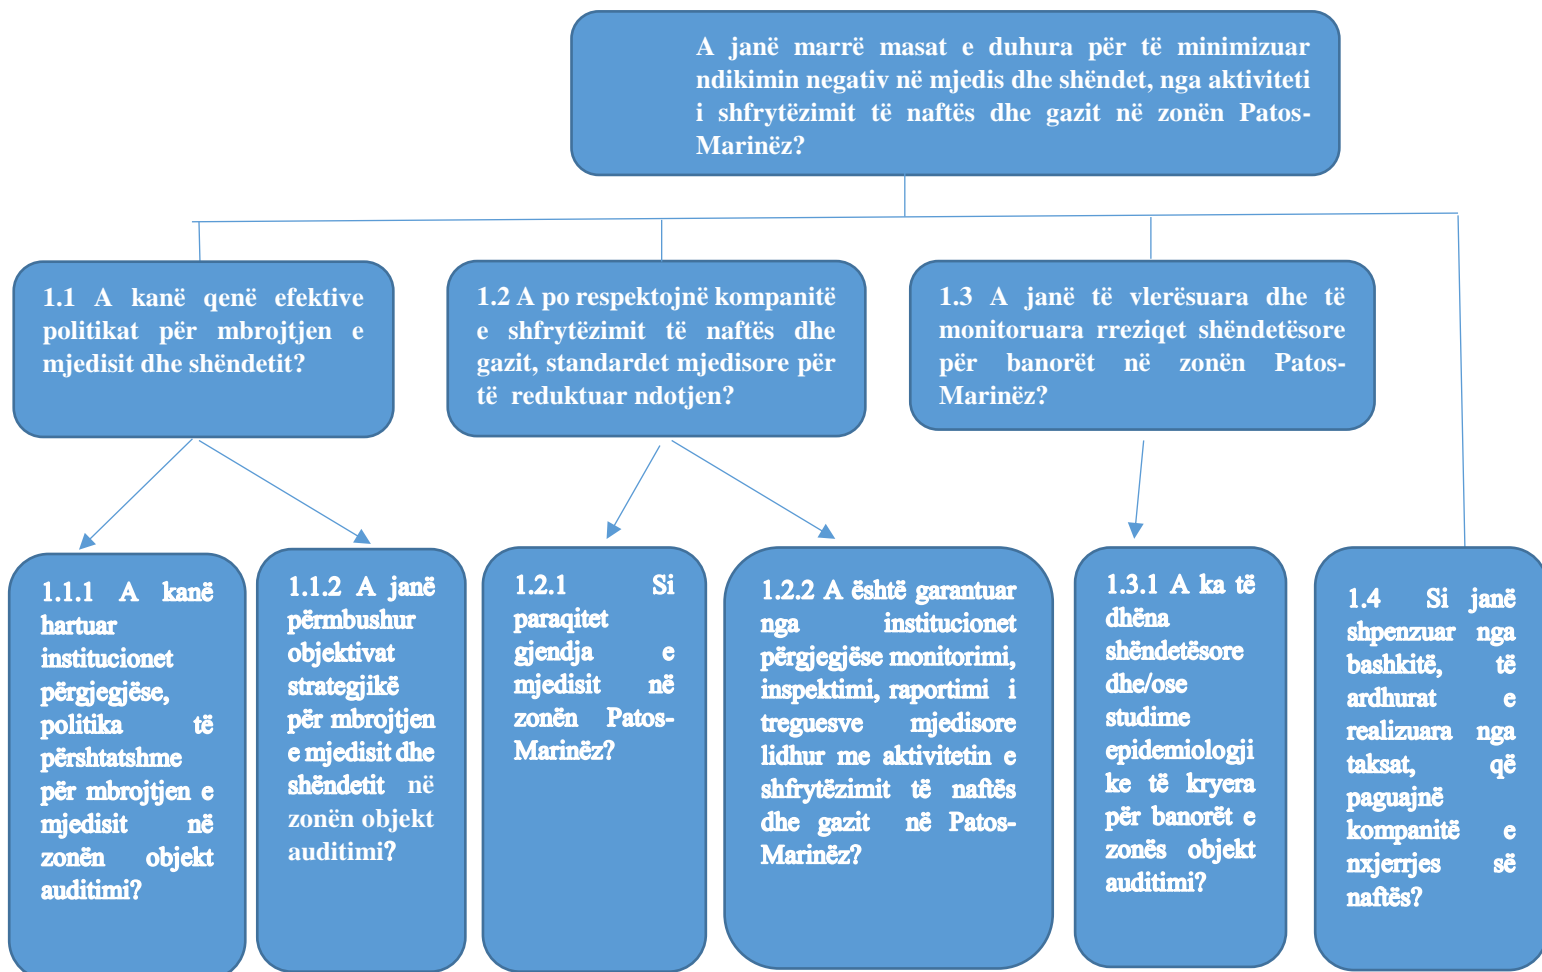 A janë marrë masat e duhura për të minimizuar
ndikimin negativ në mjedis dhe shëndet, nga aktiviteti
i shfrytëzimit të naftës dhe gazit në zonën Patos-
Marinëz?
1.1 A kanë qenë efektive
politikat për mbrojtjen e
mjedisit dhe shëndetit?
1.2 A po respektojnë kompanitë
e shfrytëzimit të naftës dhe
gazit, standardet mjedisore për
të reduktuar ndotjen?
1.3 A janë të vlerësuara dhe të
monitoruara rreziqet shëndetësore
për banorët në zonën Patos-
Marinëz?
1.1.1 A kanë
hartuar
institucionet
përgjegjëse,
politika të
përshtatshme
për mbrojtjen e
mjedisit në
zonën objekt
auditimi?
1.1.2 A janë
përmbushur
objektivat
strategjikë
për mbrojtjen
e mjedisit dhe
shëndetit në
zonën objekt
auditimi?
1.2.1 Si
paraqitet
gjendja e
mjedisit në
zonën Patos-
Marinëz?
1.2.2 A është garantuar
nga institucionet
përgjegjëse monitorimi,
inspektimi, raportimi i
treguesve mjedisore
lidhur me aktivitetin e
shfrytëzimit të naftës
dhe gazit në Patos-
Marinëz?
1.3.1 A ka të
dhëna
shëndetësore
dhe/ose
studime
epidemiologji
ke të kryera
për banorët e
zonës objekt
auditimi?
1.4 Si janë
shpenzuar nga
bashkitë, të
ardhurat e
realizuara nga
taksat, që
paguajnë
kompanitë e
nxjerrjes së
naftës?